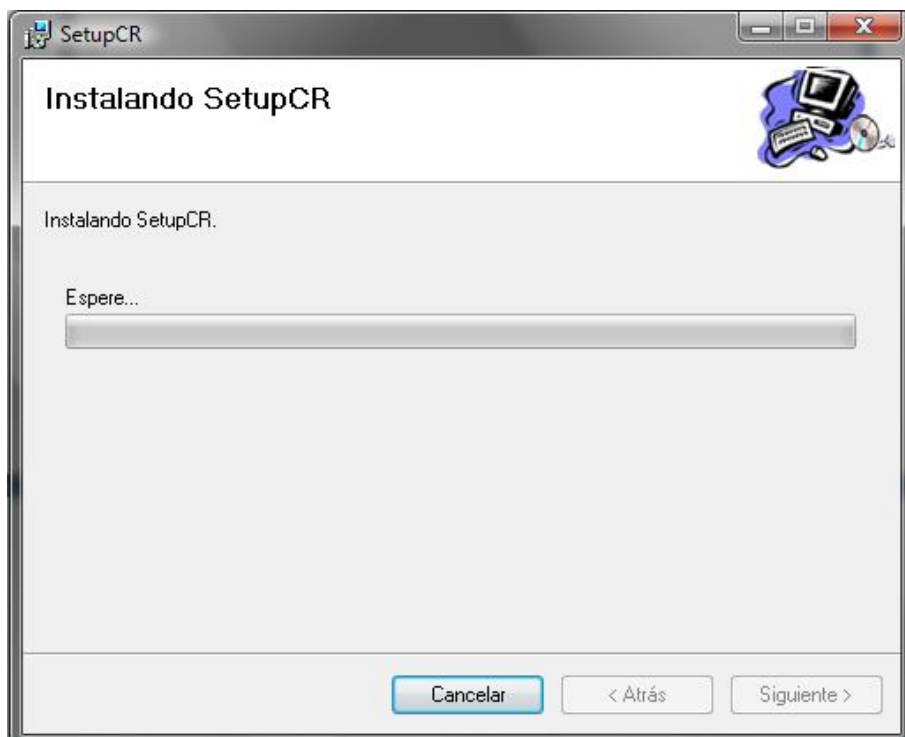 SetupCR
Instalando SetupCR
Instalando SetupCR.
Espere...
Cancelar
< Atrás
Siguiente >